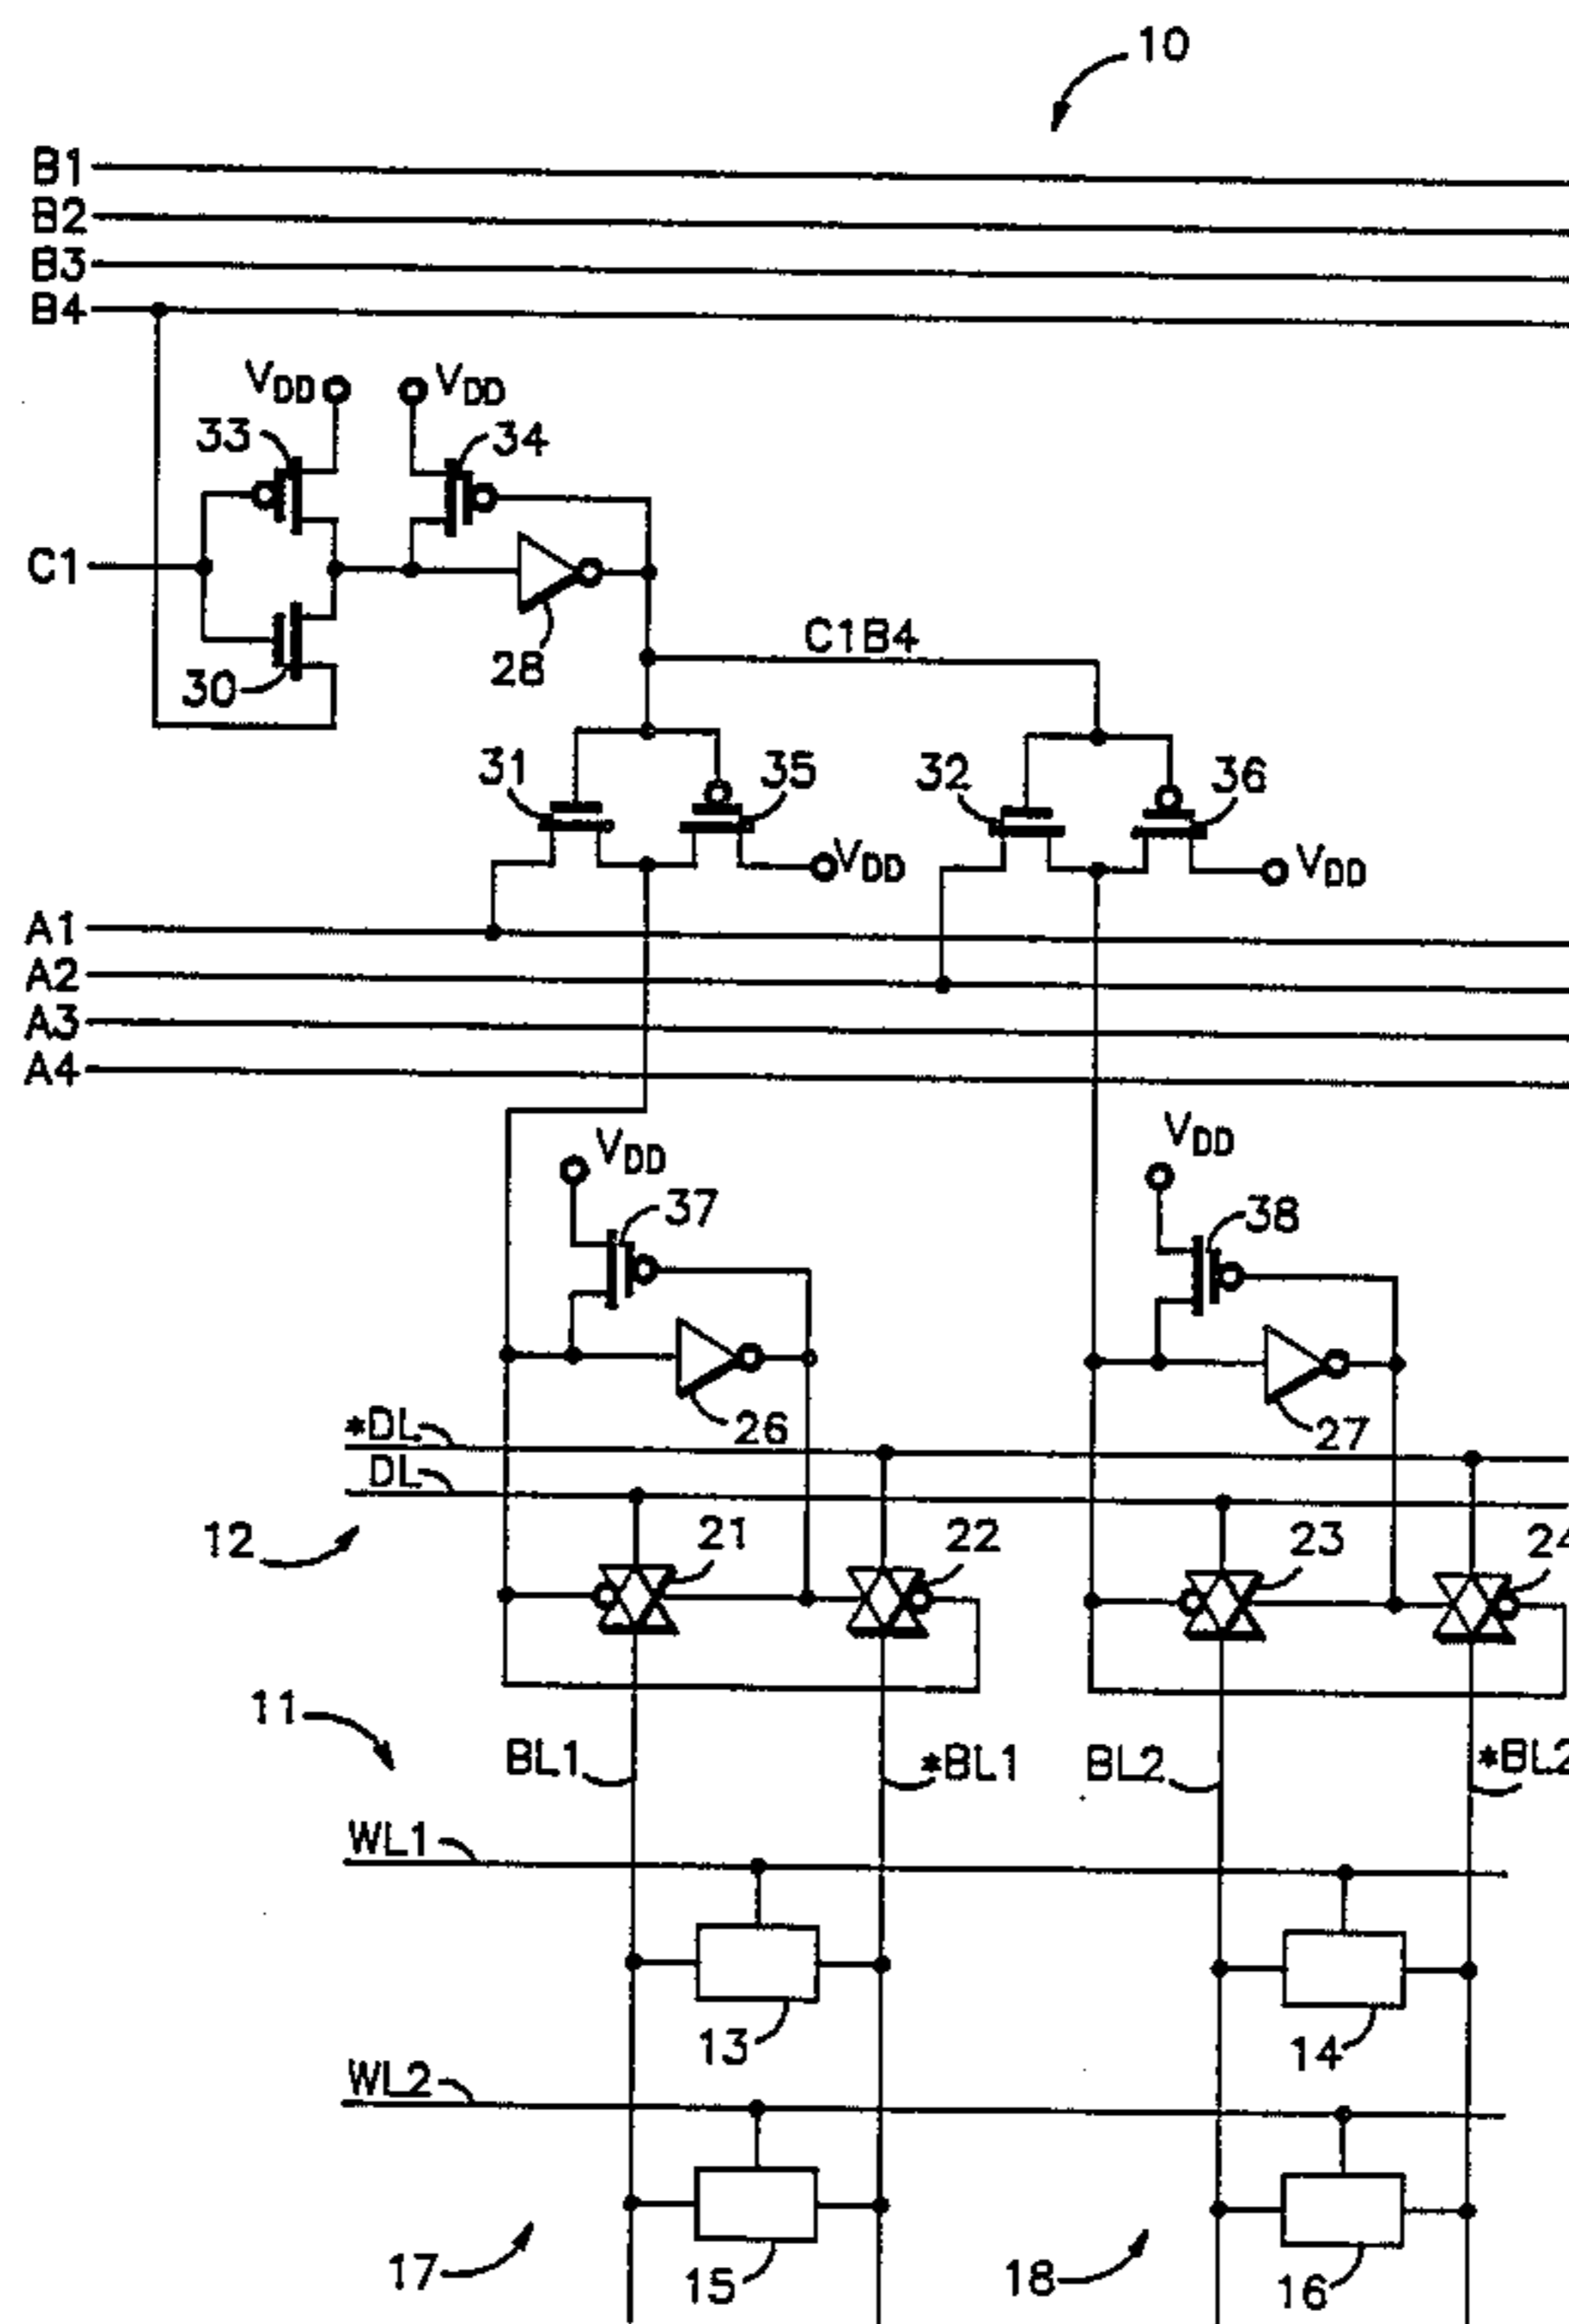 10
B1
B2
B3
B4
VDD VDD
33 34
C1
C1B4
30 28
31 35 32 36
VDD VDD
A1
A2
A3
A4
VDD VDD
37 38
26 27
*DL
DL
12 21 22 23 24
11
BL1 *BL1 BL2 *BL2
WL1
13 14
WL2
17 15 18 16